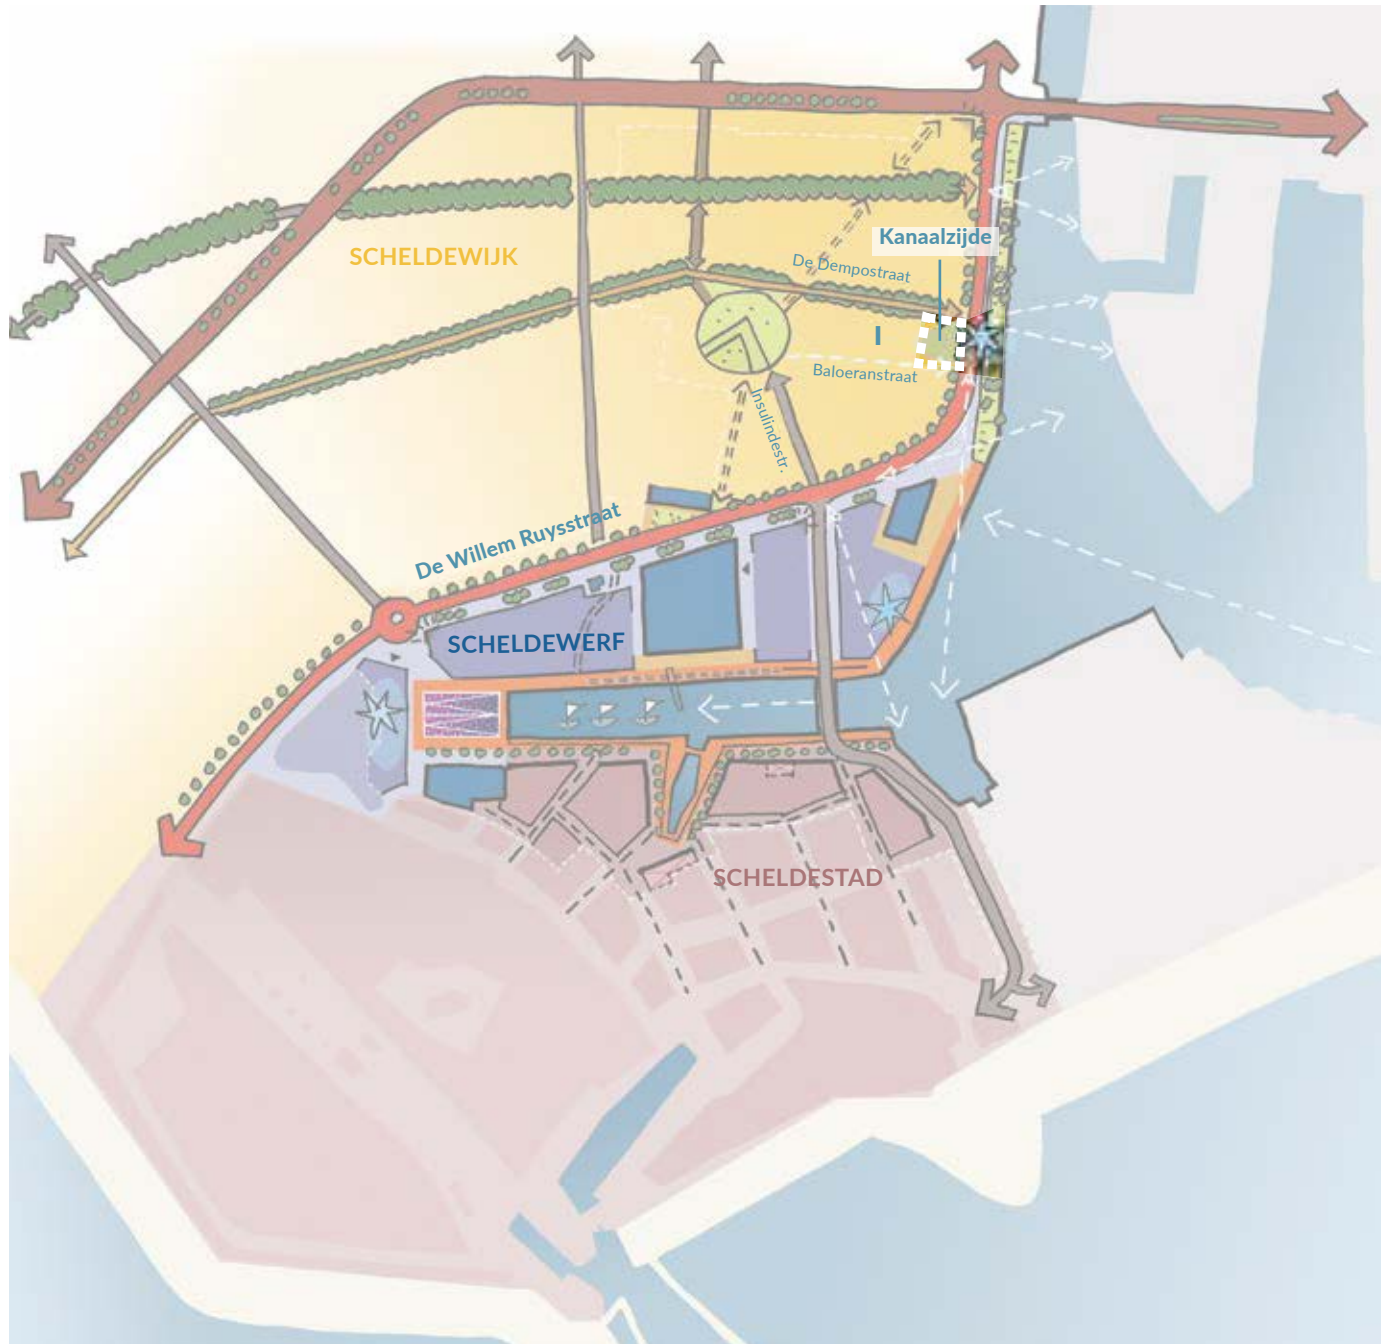 Kanaalzijde
SCHELDEWIJK
De Dempostraat
I
Baloeranstraat
Insulindestr.
De Willem Ruysstraat
SCHELDEWERF
SCHELDESTAD